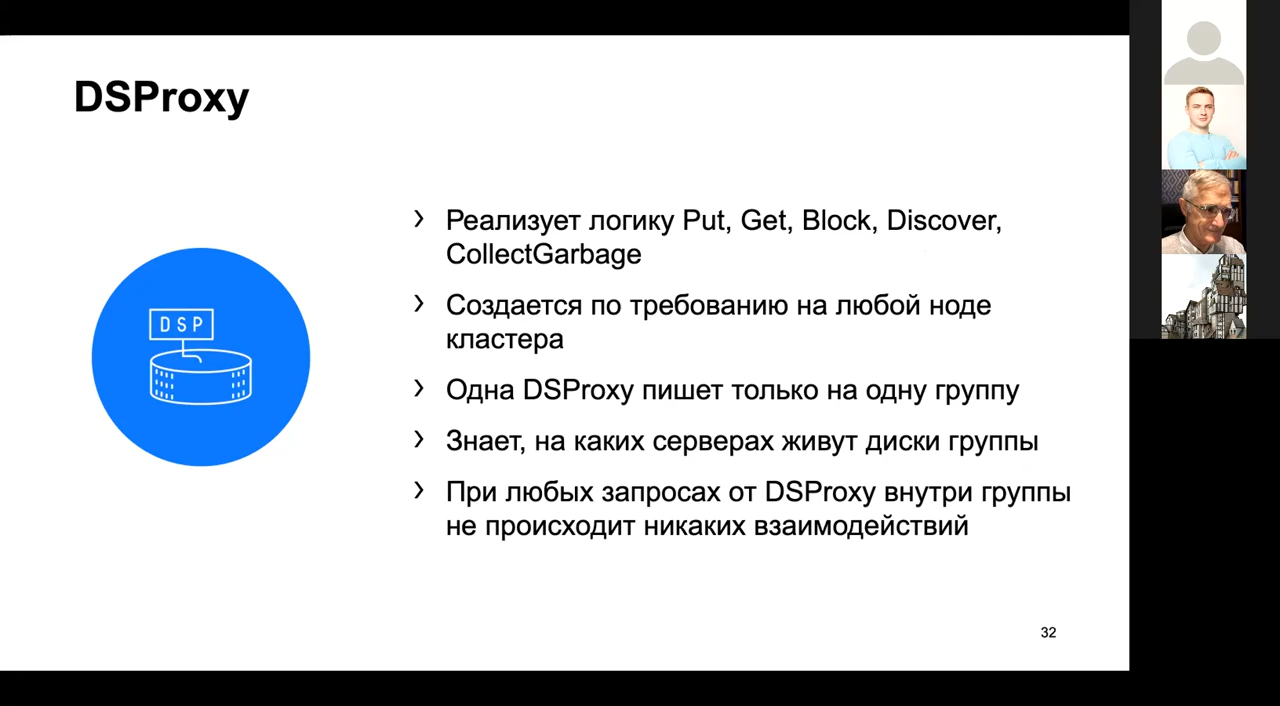 DSProxy
DSP
› Реализует логику Put, Get, Block, Discover,
CollectGarbage
› Создается по требованию на любой ноде
кластера
› Одна DSProxy пишет только на одну группу
› Знает, на каких серверах живут диски группы
› При любых запросах от DSProxy внутри группы
не происходит никаких взаимодействий
32